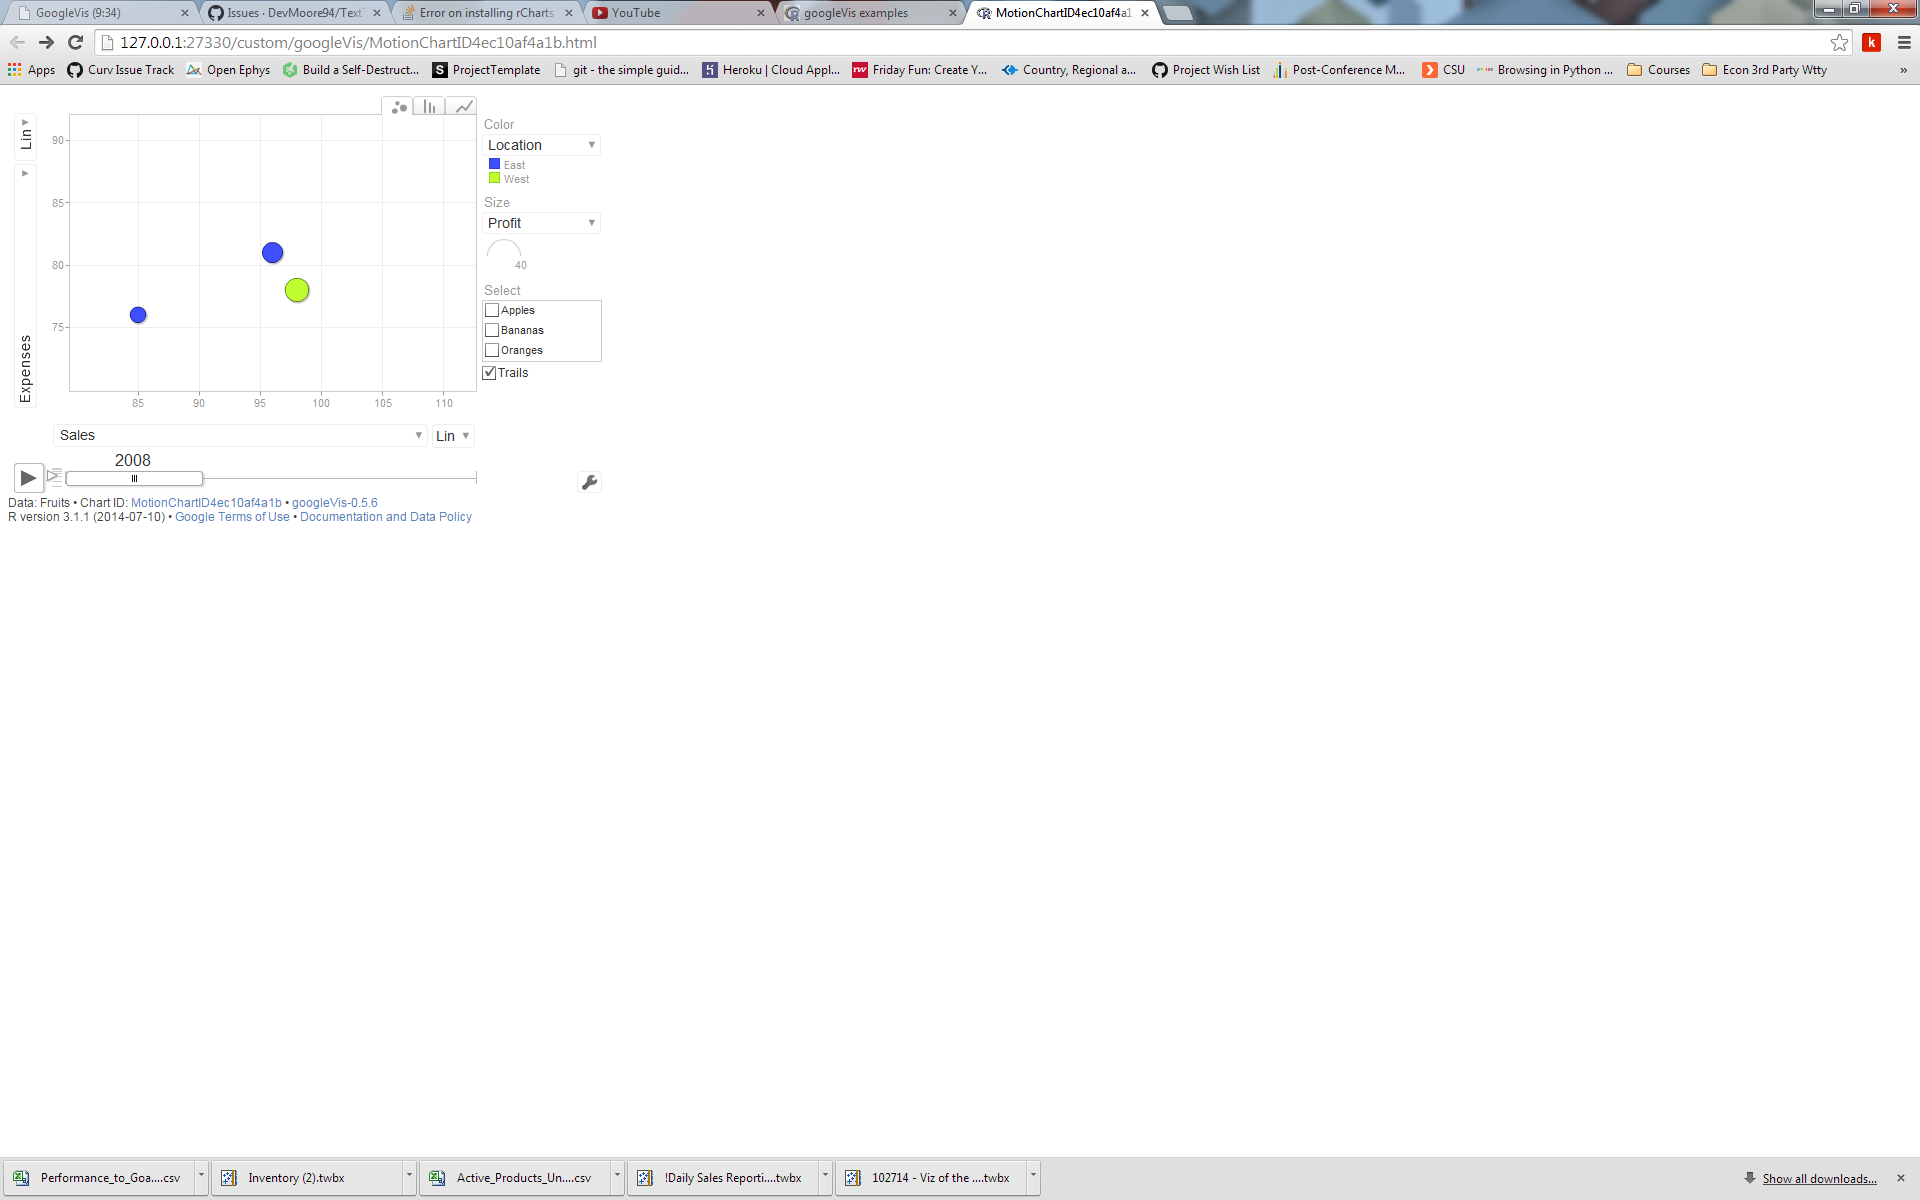 GoogleVis (9:34)
Issues · DevMoore94/Text
Error on installing rCharts
YouTube
googleVis examples
MotionChartID4ec10af4a1
127.0.0.1:27330/custom/googleVis/MotionChartID4ec10af4a1b.html
k
Apps
Curv Issue Track
Open Ephys
Build a Self-Destruct...
S ProjectTemplate
git - the simple guid...
Heroku | Cloud Appl...
rw Friday Fun: Create Y...
Country, Regional a...
Project Wish List
Post-Conference M...
CSU
Browsing in Python ...
Courses
Econ 3rd Party Wtty
»
Lin
Expenses
90
85
80
75
85 90 95 100 105 110
Color
Location
East
West
Size
Profit
40
Select
Apples
Bananas
Oranges
Trails
Sales
Lin
2008
Data: Fruits • Chart ID: MotionChartID4ec10af4a1b • googleVis-0.5.6
R version 3.1.1 (2014-07-10) • Google Terms of Use • Documentation and Data Policy
Performance_to_Goa....csv
Inventory (2).twbx
Active_Products_Un....csv
!Daily Sales Reporti....twbx
102714 - Viz of the ....twbx
Show all downloads...